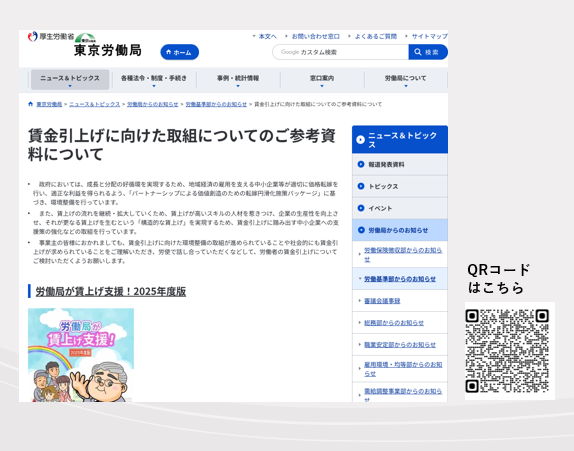 厚生労働省
東京労働局
東京労働局
ホーム
本文へ
お問い合わせ窓口
よくあるご質問
サイトマップ
Google カスタム検索
検索
ニュース＆トピックス
各種法令・制度・手続き
事例・統計情報
窓口案内
労働局について
東京労働局 > ニュース＆トピックス > 労働局からのお知らせ > 労働基準部からのお知らせ > 賃金引上げに向けた取組についてのご参考資料について
賃金引上げに向けた取組についてのご参考資
料について
政府においては、成長と分配の好循環を実現するため、地域経済の雇用を支える中小企業等が適切に価格転嫁を
行い、適正な利益を得られるよう、「パートナーシップによる価値創造のための転嫁円滑化施策パッケージ」に基
づき、環境整備を行っています。
また、賃上げの流れを継続・拡大していくため、賃上げが高いスキルの人材を惹きつけ、企業の生産性を向上さ
せ、それが更なる賃上げを生むという「構造的な賃上げ」を実現するため、賃金引上げに踏み出す中小企業への支
援策の強化などの取組を行っています。
事業主の皆様におかれましても、賃金引上げに向けた環境整備の取組が進められていることや社会的にも賃金引
上げが求められていることをご理解いただき、労使で話し合っていただくなどして、労働者の賃金引上げについて
ご検討いただくようお願いします。
労働局が賃上げ支援！2025年度版
労働局が
賃上げ支援！
2025年度版
ニュース＆トピック
ス
報道発表資料
トピックス
イベント
労働局からのお知らせ
労働保険徴収部からのお知ら
せ
労働基準部からのお知らせ
審議会議事録
総務部からのお知らせ
職業安定部からのお知らせ
雇用環境・均等部からのお知
らせ
需給調整事業部からのお知ら
せ
QRコード
はこちら